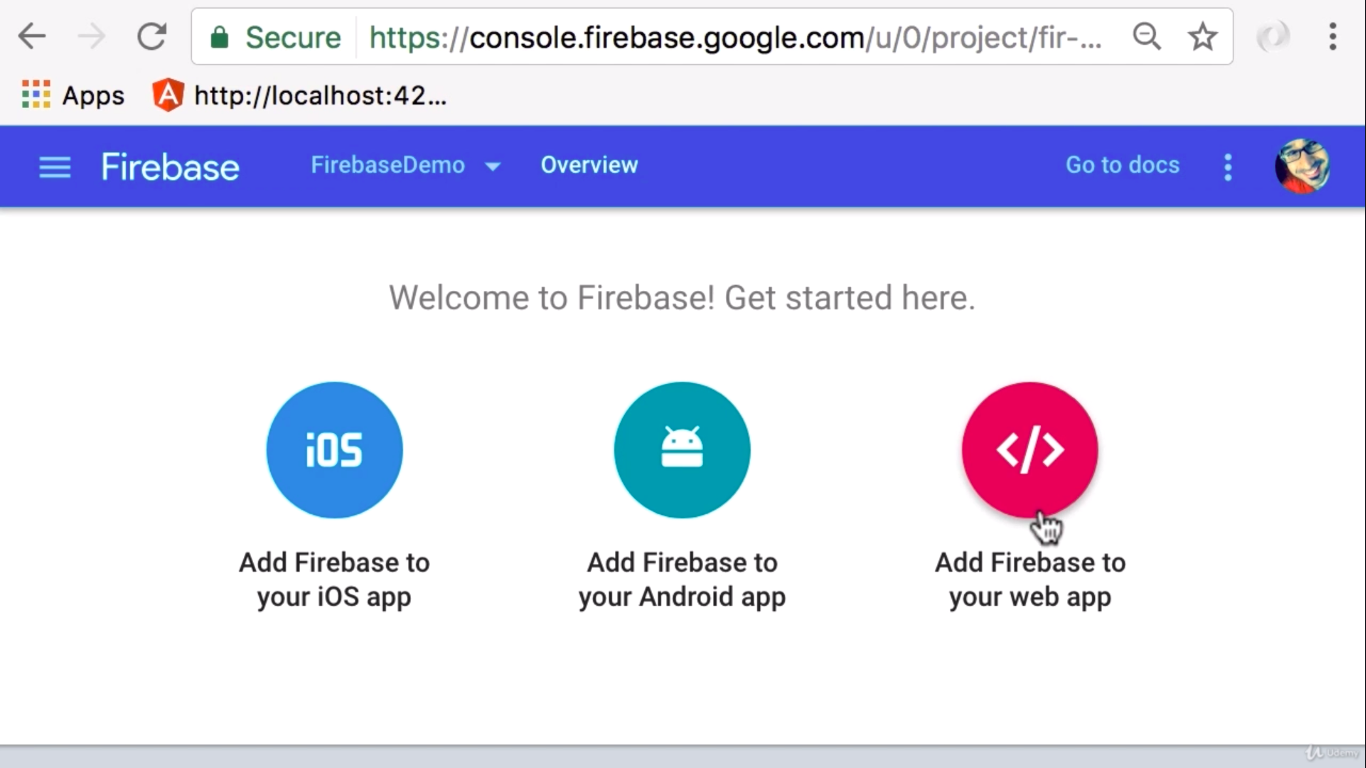 Secure https://console.firebase.google.com/u/0/project/fir-...
Apps http://localhost:42...
Firebase FirebaseDemo Overview Go to docs
Welcome to Firebase! Get started here.
iOS </>
Add Firebase to your iOS app
Add Firebase to your Android app
Add Firebase to your web app
Udemy